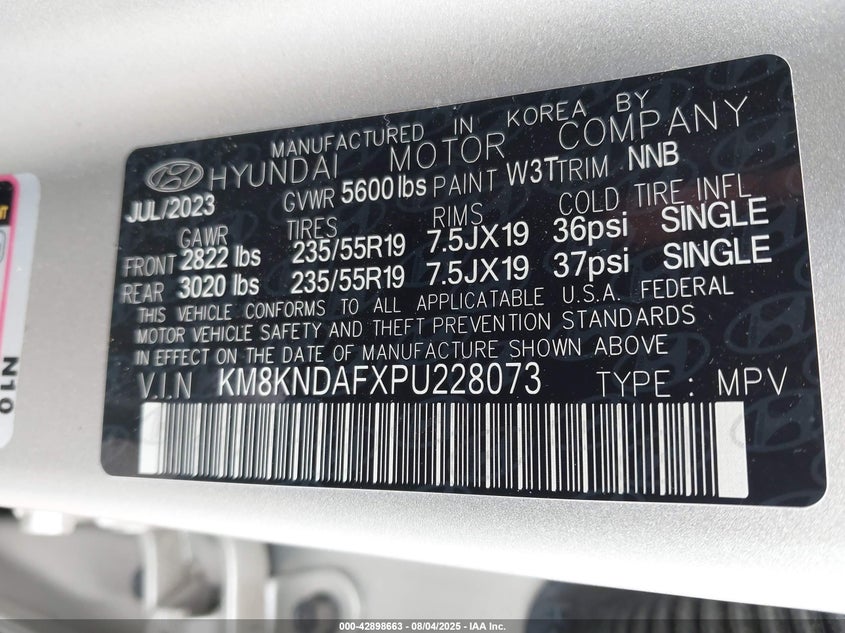 MANUFACTURED IN KOREA BY
HYUNDAI MOTOR COMPANY
JUL/2023 GVWR 5600 lbs PAINT W3T TRIM NNB
GAWR TIRES RIMS COLD TIRE INFL
FRONT 2822 lbs 235/55R19 7.5JX19 36psi SINGLE
REAR 3020 lbs 235/55R19 7.5JX19 37psi SINGLE
THIS VEHICLE CONFORMS TO ALL APPLICATABLE U.S.A. FEDERAL
MOTOR VEHICLE SAFETY AND THEFT PREVENTION STANDARDS
IN EFFECT ON THE DATE OF MANUFACTURE SHOWN ABOVE
V.I.N KM8KNDAFXPU228073 TYPE : MPV
N10
000-42898663 - 08/04/2025 - IAA Inc.